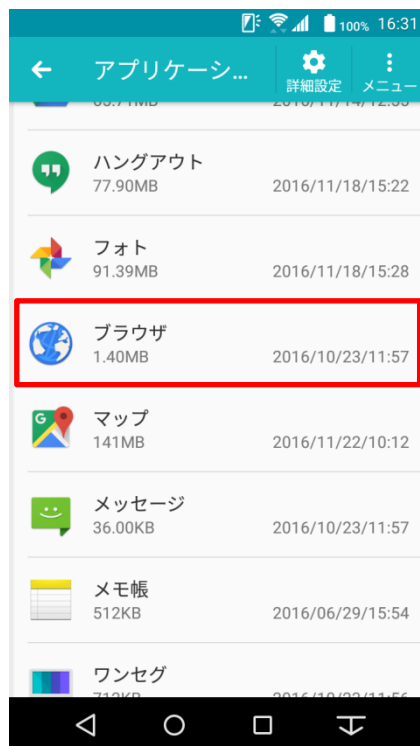 100% 16:31
アプリケーシ...
詳細設定 メニュー
ハングアウト
77.90MB 2016/11/18/15:22
フォト
91.39MB 2016/11/18/15:28
ブラウザ
1.40MB 2016/10/23/11:57
マップ
141MB 2016/11/22/10:12
メッセージ
36.00KB 2016/10/23/11:57
メモ帳
512KB 2016/06/29/15:54
ワンセグ